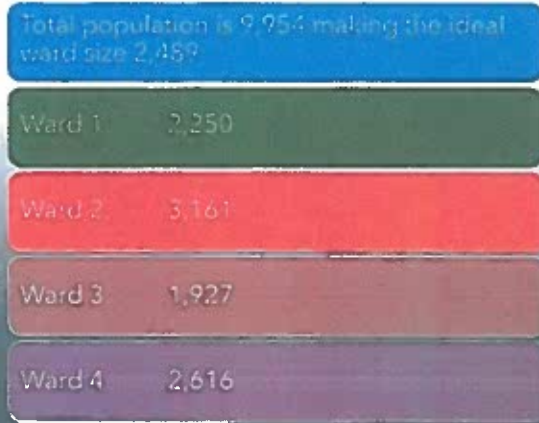 Total population is 9,954 making the ideal
ward size 2,489
Ward 1 2,250
Ward 2 3,161
Ward 3 1,927
Ward 4 2,616